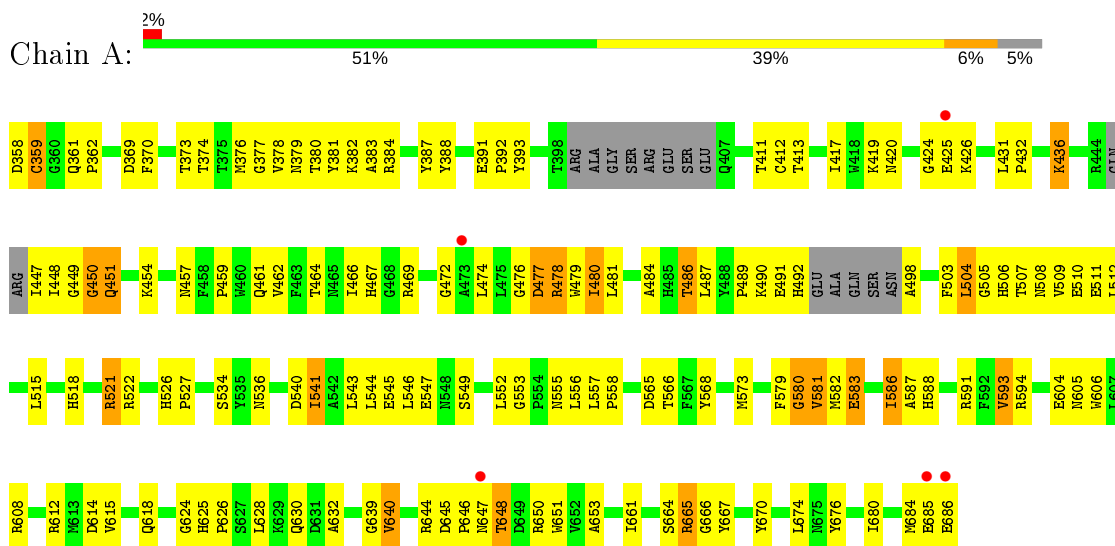 2%
Chain A:
51% 39% 6% 5%
D358 C359 G360 Q361 P362 D369 F370 T373 T374 T375 M376 G377 V378 N379 T380 Y381 K382 A383 R384 Y387 Y388 E391 P392 Y393 T398 ARG ALA GLY SER ARG GLU SER GLU Q407 T411 C412 T413 I417 W418 K419 N420 G424 E425 K426 L431 P432 K436 R444 GLN
ARG I447 I448 G449 G450 Q451 K454 N457 F458 P459 W460 Q461 V462 F463 T464 N465 I466 H467 G468 R469 G472 A473 L474 L475 G476 D477 R478 W479 I480 L481 A484 H485 T486 L487 Y488 P489 K490 E491 H492 GLU ALA GLN SER ASN A498 F503 L504 G505 H506 T507 N508 V509 E510 E511 L512
L515 H518 R521 R522 H526 P527 S534 Y535 N536 D540 I541 A542 L543 L544 E545 L546 E547 N548 S549 L552 G553 P554 N555 L556 L557 P558 D565 T566 F567 Y568 M573 F579 G580 V581 M582 E583 I586 A587 H588 R591 F592 V593 R594 E604 N605 W606 L607
R608 R612 M613 D614 V615 Q618 G624 H625 P626 S627 L628 K629 Q630 D631 A632 G639 V640 R644 D645 P646 N647 T648 D649 R650 W651 V652 A653 I661 S664 R665 G666 Y667 Y670 L674 N675 Y676 I680 M684 E685 E686